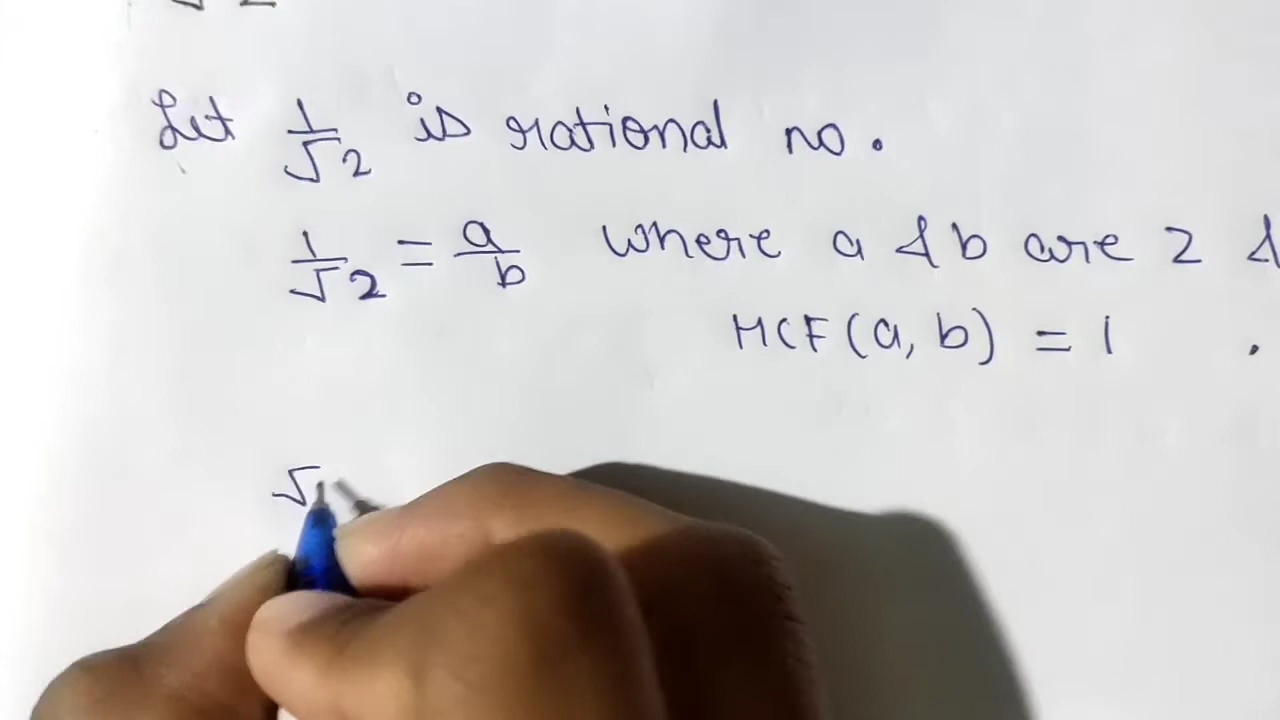 Let 1/√2 is rational no.
1/√2 = a/b where a & b are 2
HCF(a, b) = 1 .
√